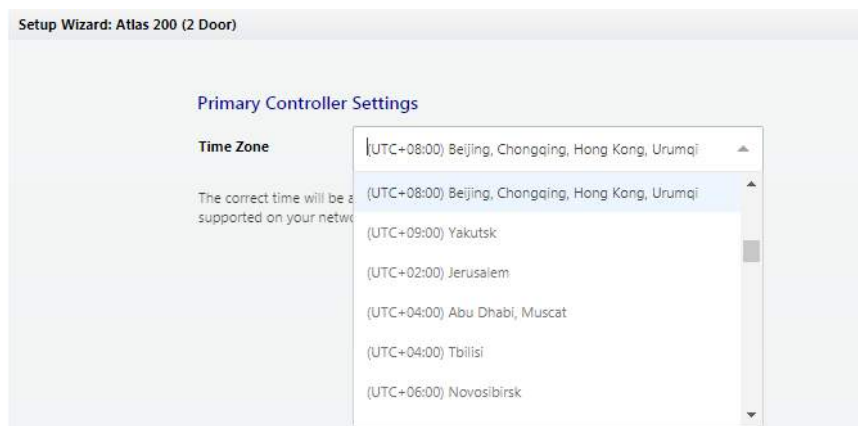 Setup Wizard: Atlas 200 (2 Door)
Primary Controller Settings
Time Zone
(UTC+08:00) Beijing, Chongqing, Hong Kong, Urumqi
(UTC+08:00) Beijing, Chongqing, Hong Kong, Urumqi
The correct time will be a
supported on your netwo
(UTC+09:00) Yakutsk
(UTC+02:00) Jerusalem
(UTC+04:00) Abu Dhabi, Muscat
(UTC+04:00) Tbilisi
(UTC+06:00) Novosibirsk